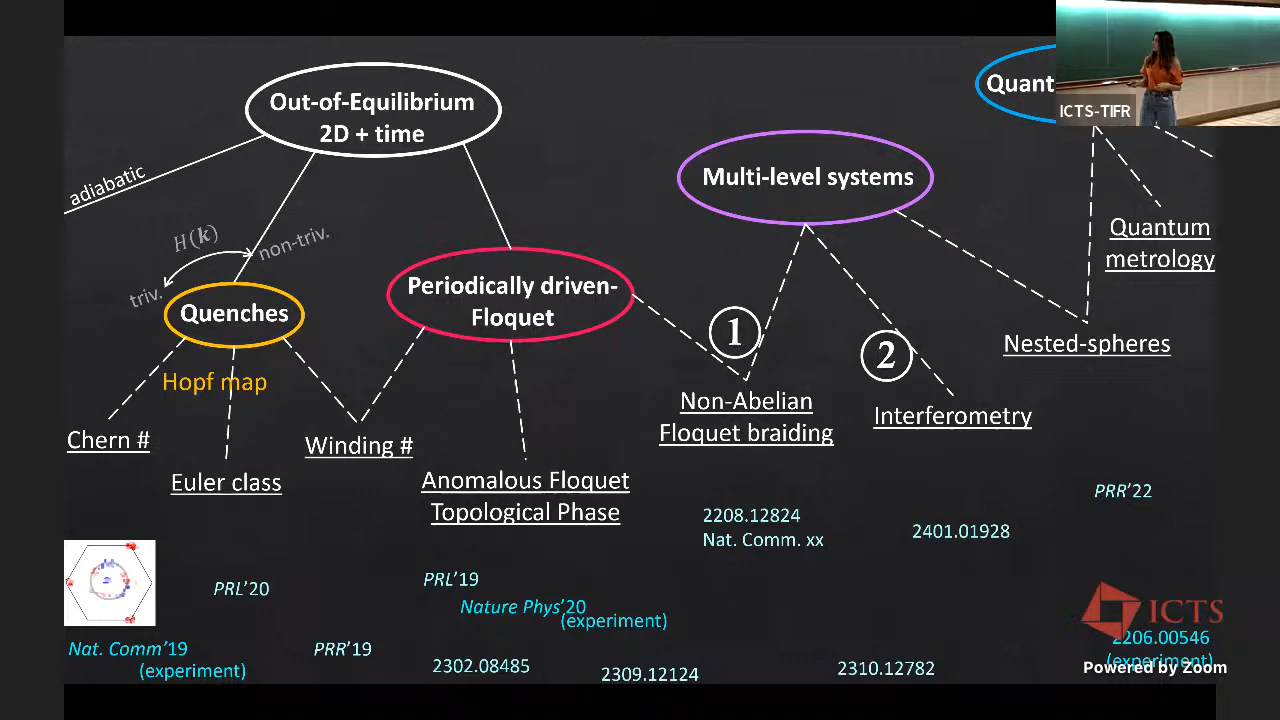 Out-of-Equilibrium
2D + time
adiabatic
H(k)
non-triv.
triv.
Quenches
Hopf map
Chern #
Euler class
Winding #
Periodically driven-
Floquet
Anomalous Floquet
Topological Phase
Multi-level systems
1
2
Non-Abelian
Floquet braiding
Interferometry
Nested-spheres
Quant
Quantum
metrology
ICTS-TIFR
PRR'22
2208.12824
Nat. Comm. xx
2401.01928
PRL'20
PRL'19
Nature Phys'20
(experiment)
Nat. Comm'19
(experiment)
PRR'19
2302.08485
2309.12124
2310.12782
ICTS
2206.00546
(experiment)
Powered by Zoom